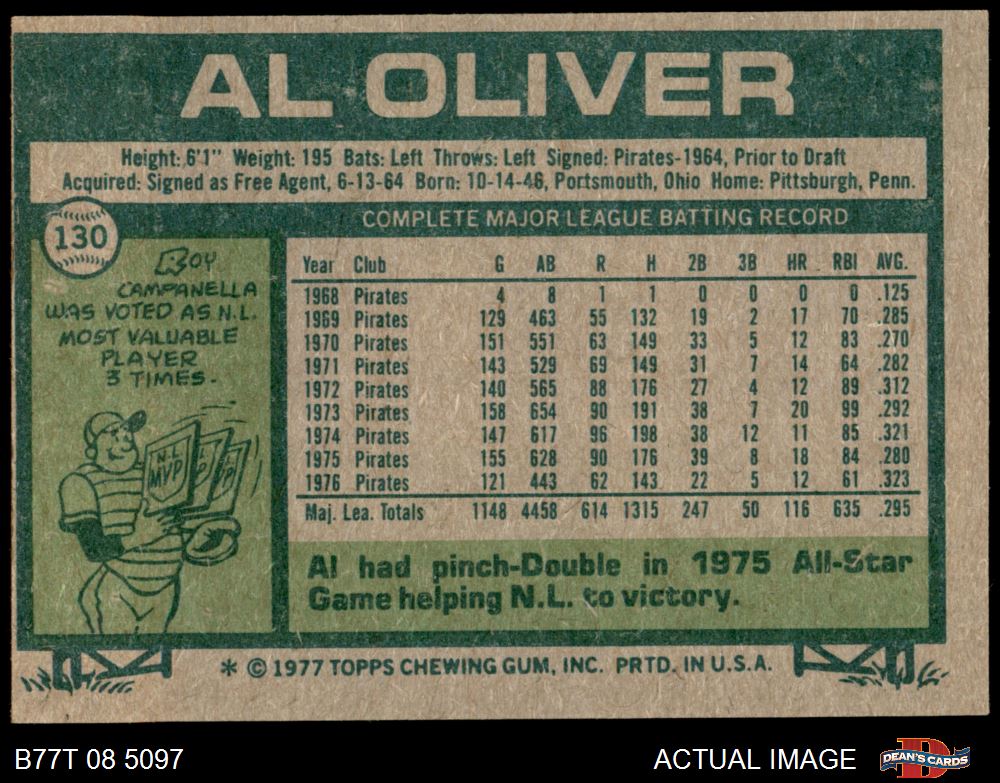 AL OLIVER
Height: 6'1" Weight: 195 Bats: Left Throws: Left Signed: Pirates-1964, Prior to Draft
Acquired: Signed as Free Agent, 6-13-64 Born: 10-14-46, Portsmouth, Ohio Home: Pittsburgh, Penn.
COMPLETE MAJOR LEAGUE BATTING RECORD
130
ROY
CAMPANELLA
WAS VOTED AS N.L.
MOST VALUABLE
PLAYER
3 TIMES.
N.L. MVP
Year Club G AB R H 2B 3B HR RBI AVG.
1968 Pirates 4 8 1 1 0 0 0 0 .125
1969 Pirates 129 463 55 132 19 2 17 70 .285
1970 Pirates 151 551 63 149 33 5 12 83 .270
1971 Pirates 143 529 69 149 31 7 14 64 .282
1972 Pirates 140 565 88 176 27 4 12 89 .312
1973 Pirates 158 654 90 191 38 7 20 99 .292
1974 Pirates 147 617 96 198 38 12 11 85 .321
1975 Pirates 155 628 90 176 39 8 18 84 .280
1976 Pirates 121 443 62 143 22 5 12 61 .323
Maj. Lea. Totals 1148 4458 614 1315 247 50 116 635 .295
Al had pinch-Double in 1975 All-Star
Game helping N.L. to victory.
* © 1977 TOPPS CHEWING GUM, INC. PRTD. IN U.S.A.
B77T 08 5097
ACTUAL IMAGE
DEAN'S CARDS